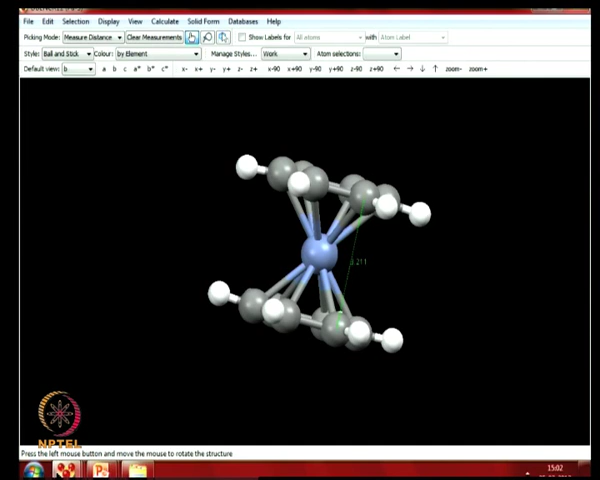 File Edit Selection Display View Calculate Solid Form Databases Help
Picking Mode: Measure Distance Clear Measurements Show Labels for All atoms with Atom Label
Style: Ball and Stick Colour: by Element Manage Styles... Work Atom selections:
Default view: b a b c a* b* c* x- x+ y- y+ z- z+ x-90 x+90 y-90 y+90 z-90 z+90 ← → ↓ ↑ zoom- zoom+
3.211
NPTEL
Press the left mouse button and move the mouse to rotate the structure
15:02